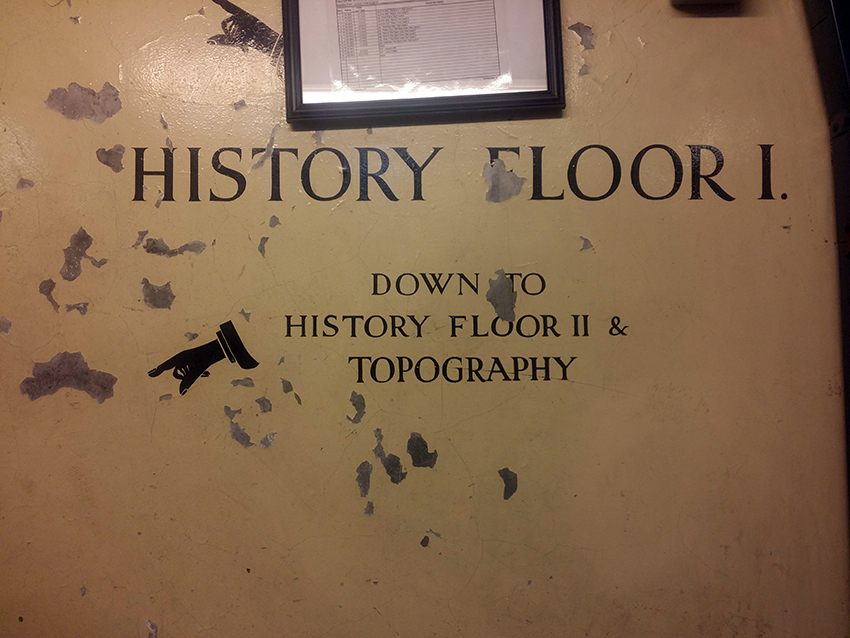 HISTORY FLOOR I.
DOWN TO
HISTORY FLOOR II &
TOPOGRAPHY